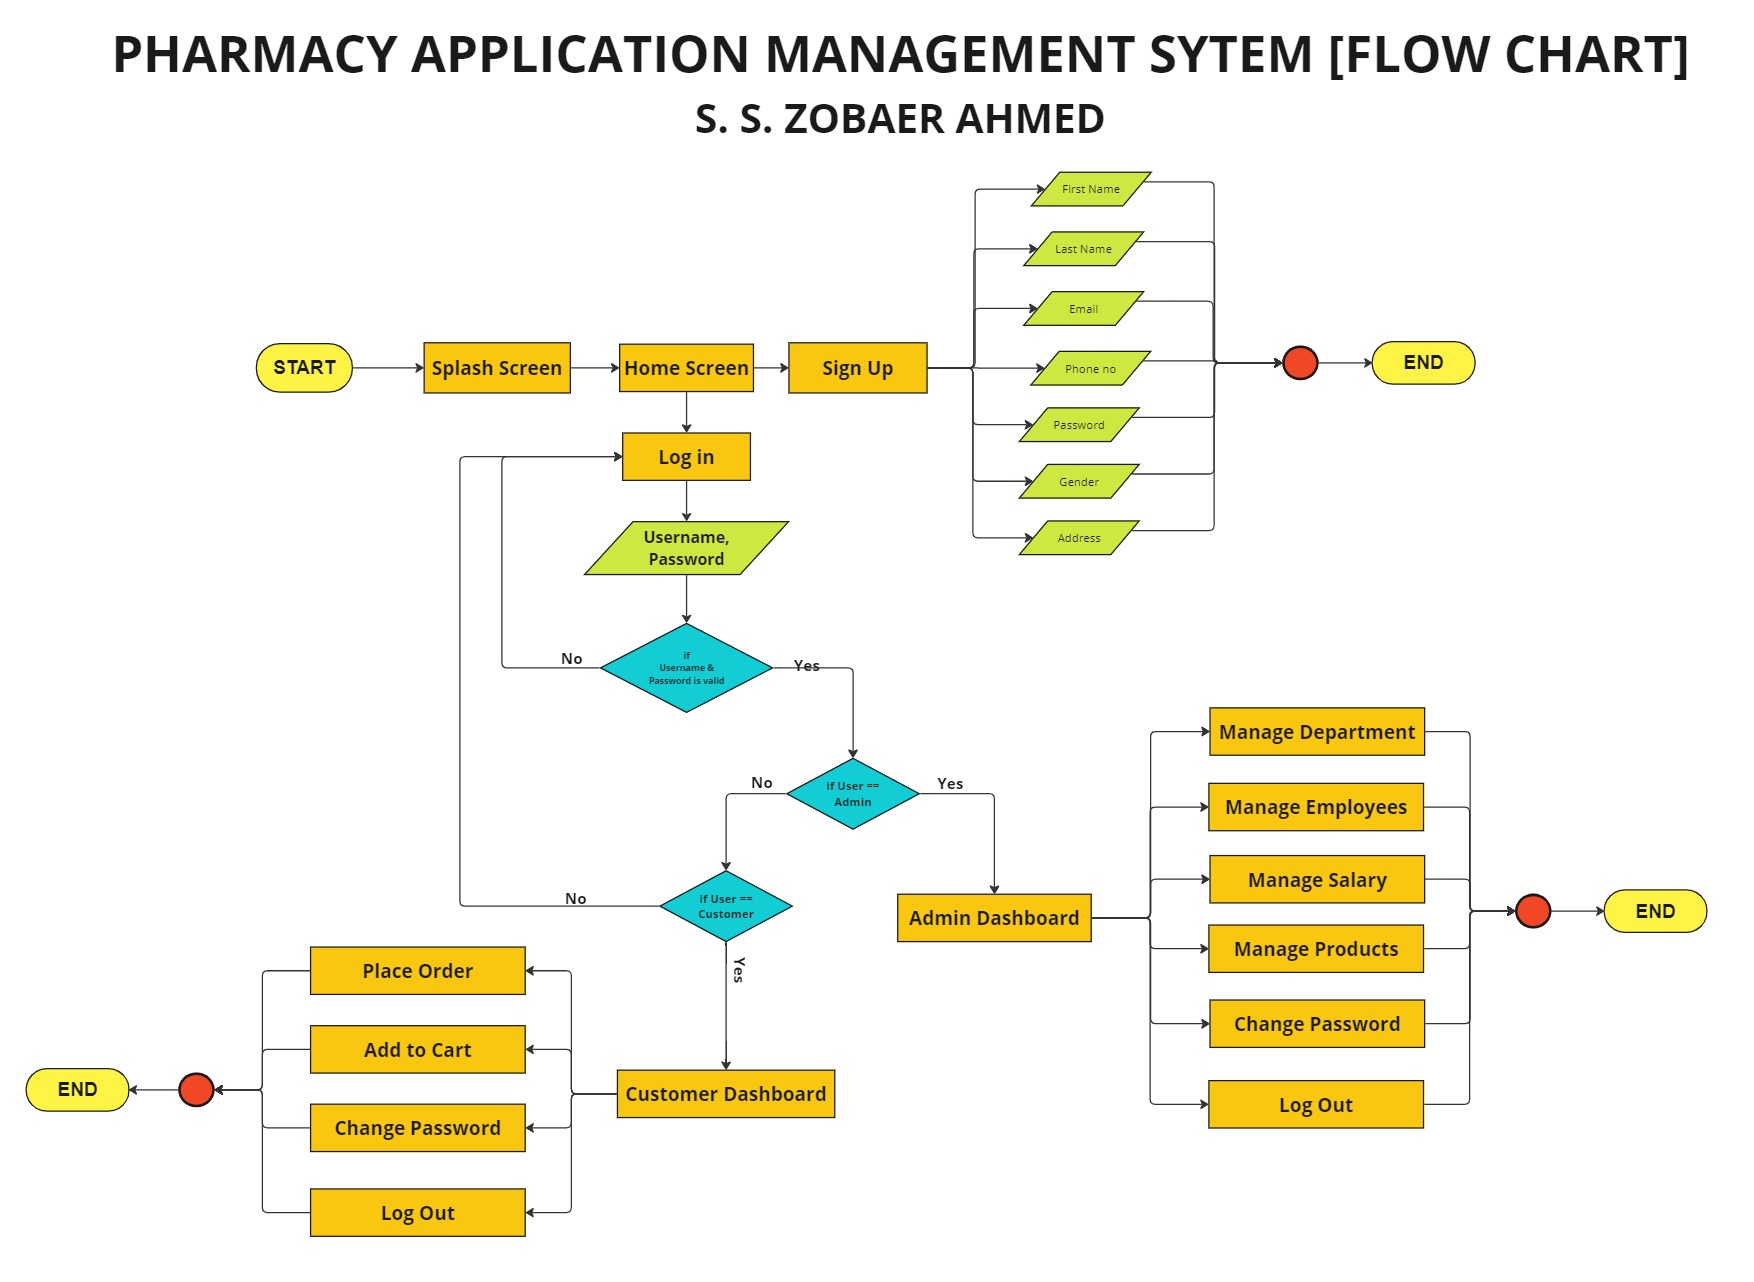 PHARMACY APPLICATION MANAGEMENT SYTEM [FLOW CHART]
S. S. ZOBAER AHMED
First Name
Last Name
Email
START
Splash Screen
Home Screen
Sign Up
Phone no
END
Password
Gender
Address
Log in
Username,
Password
if
Username &
Password is valid
No
Yes
if User ==
Admin
No
Yes
if User ==
Customer
No
Yes
Admin Dashboard
Manage Department
Manage Employees
Manage Salary
Manage Products
Change Password
Log Out
END
Customer Dashboard
Place Order
Add to Cart
Change Password
Log Out
END